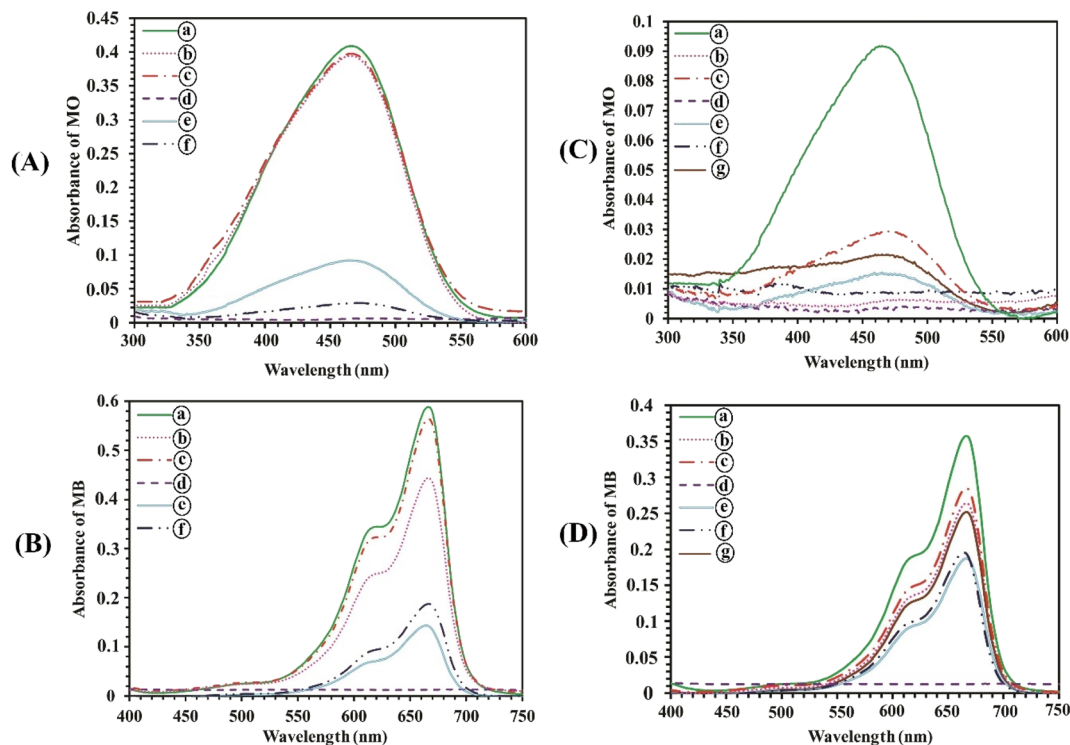 (A)
Absorbance of MO
0.45
0.4
0.35
0.3
0.25
0.2
0.15
0.1
0.05
0
a
b
c
d
e
f
300 350 400 450 500 550 600
Wavelength (nm)
(C)
Absorbance of MO
0.1
0.09
0.08
0.07
0.06
0.05
0.04
0.03
0.02
0.01
0
a
b
c
d
e
f
g
300 350 400 450 500 550 600
Wavelength (nm)
(B)
Absorbance of MB
0.6
0.5
0.4
0.3
0.2
0.1
0
a
b
c
d
e
f
400 450 500 550 600 650 700 750
Wavelength (nm)
(D)
Absorbance of MB
0.4
0.35
0.3
0.25
0.2
0.15
0.1
0.05
0
a
b
c
d
e
f
g
400 450 500 550 600 650 700 750
Wavelength (nm)